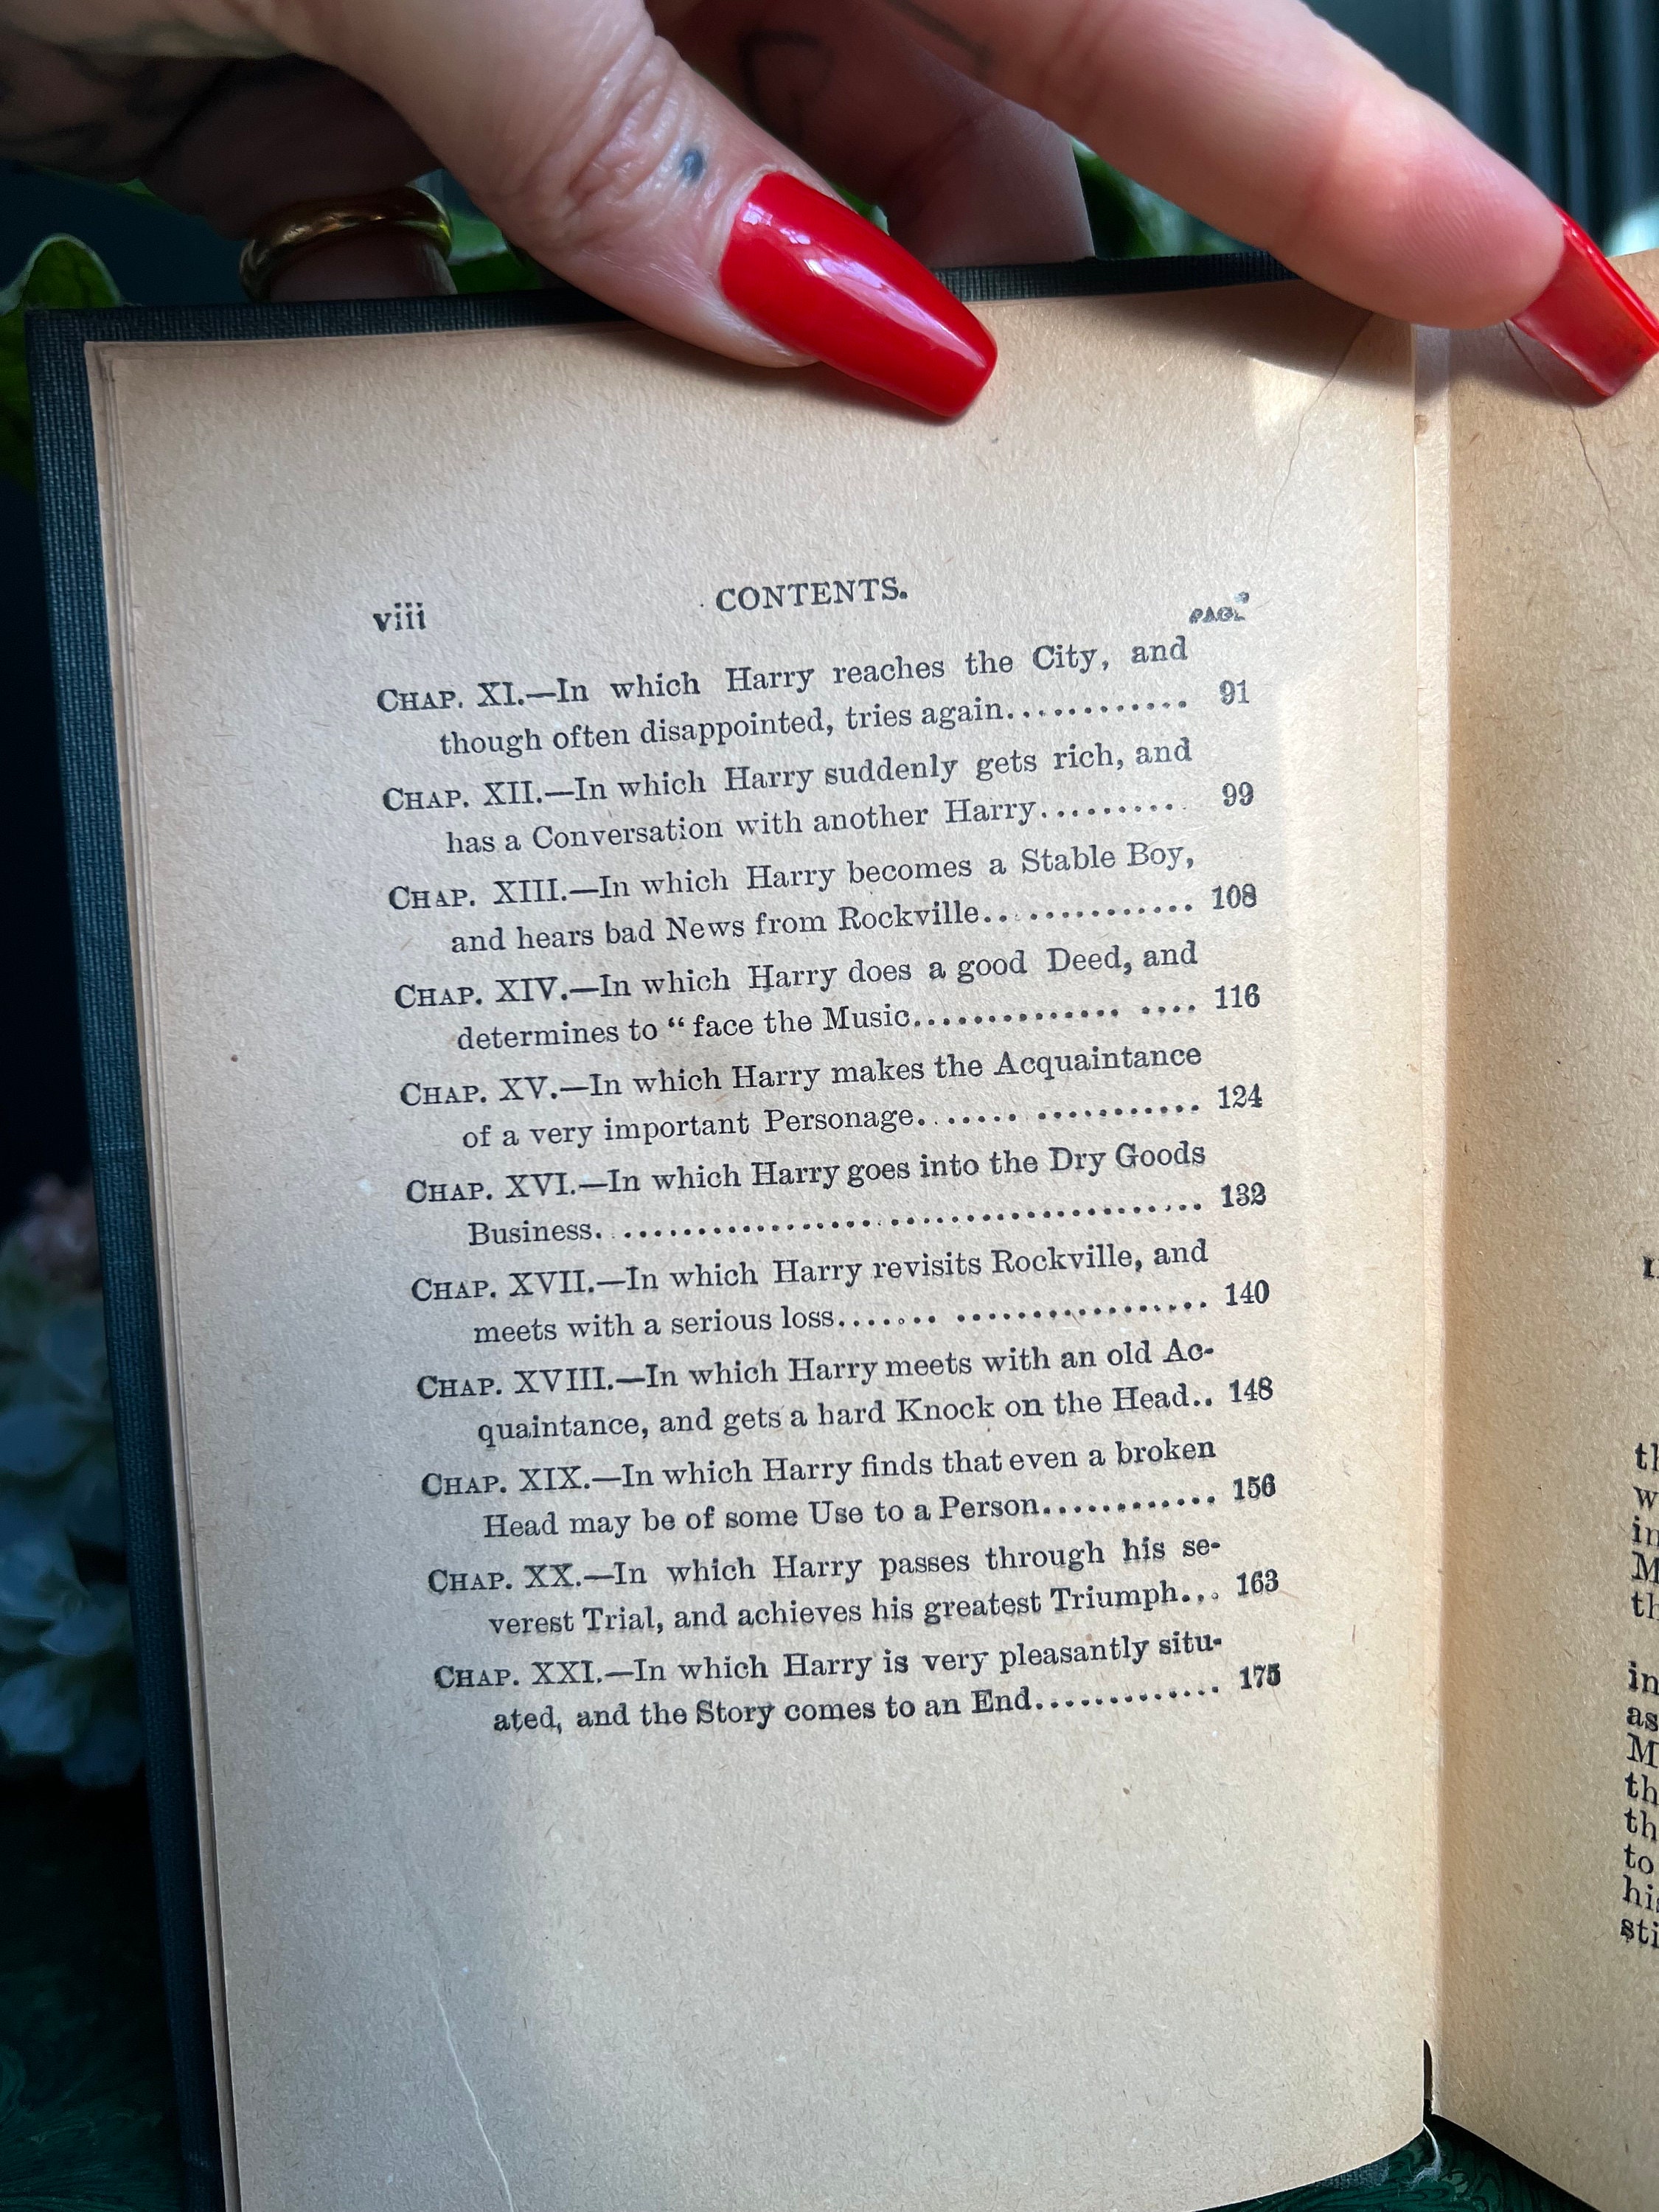 viii CONTENTS.
PAGE
CHAP. XI.—In which Harry reaches the City, and
though often disappointed, tries again............ 91
CHAP. XII.—In which Harry suddenly gets rich, and
has a Conversation with another Harry.......... 99
CHAP. XIII.—In which Harry becomes a Stable Boy,
and hears bad News from Rockville.............. 108
CHAP. XIV.—In which Harry does a good Deed, and
determines to “ face the Music.............. .... 116
CHAP. XV.—In which Harry makes the Acquaintance
of a very important Personage....... ........... 124
CHAP. XVI.—In which Harry goes into the Dry Goods
Business. ....................................... 132
CHAP. XVII.—In which Harry revisits Rockville, and
meets with a serious loss....... ................. 140
CHAP. XVIII.—In which Harry meets with an old Ac-
quaintance, and gets a hard Knock on the Head.. 148
CHAP. XIX.—In which Harry finds that even a broken
Head may be of some Use to a Person............ 156
CHAP. XX.—In which Harry passes through his se-
verest Trial, and achieves his greatest Triumph... 163
CHAP. XXI.—In which Harry is very pleasantly situ-
ated, and the Story comes to an End............. 175
in
as
to